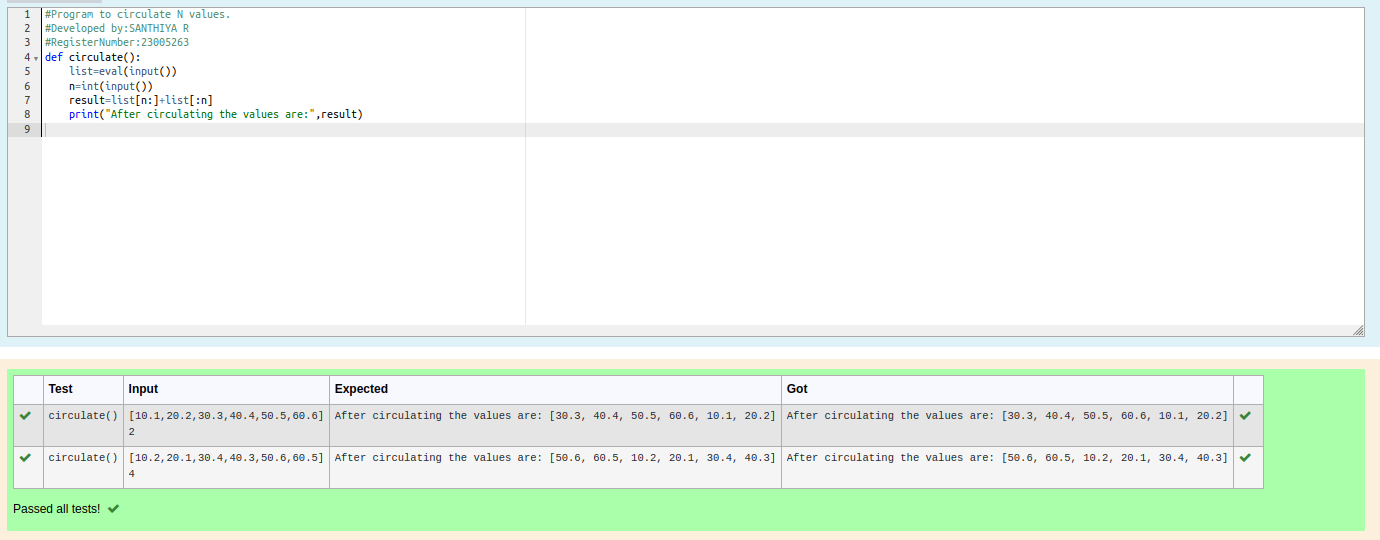 1 #Program to circulate N values.
2 #Developed by:SANTHIYA R
3 #RegisterNumber:23005263
4 def circulate():
5     list=eval(input())
6     n=int(input())
7     result=list[n:]+list[:n]
8     print("After circulating the values are:",result)
9
Test Input Expected Got
circulate() [10.1,20.2,30.3,40.4,50.5,60.6] After circulating the values are: [30.3, 40.4, 50.5, 60.6, 10.1, 20.2] After circulating the values are: [30.3, 40.4, 50.5, 60.6, 10.1, 20.2]
2
circulate() [10.2,20.1,30.4,40.3,50.6,60.5] After circulating the values are: [50.6, 60.5, 10.2, 20.1, 30.4, 40.3] After circulating the values are: [50.6, 60.5, 10.2, 20.1, 30.4, 40.3]
4
Passed all tests!